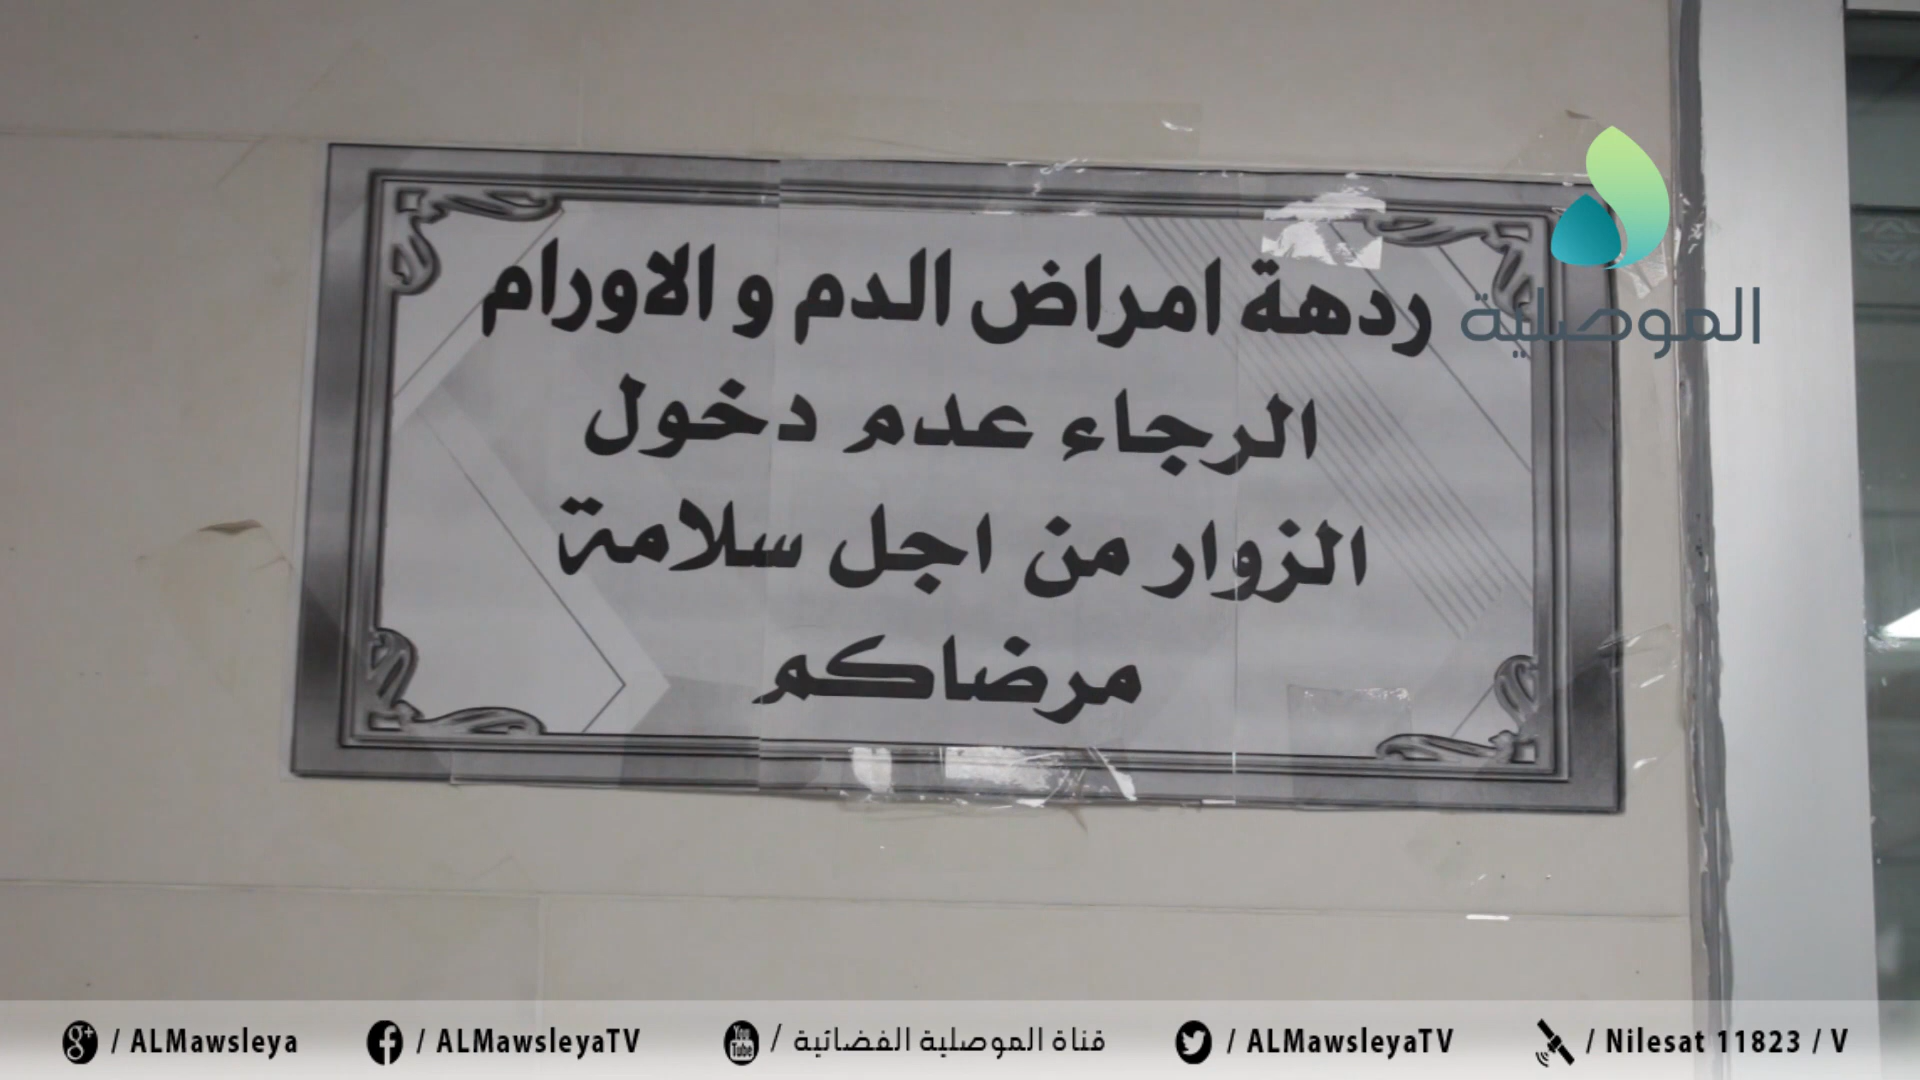 ردهة امراض الدم و الاورام
الرجاء عدم دخول
الزوار من اجل سلامة
مرضاكم
الموصلية
/ ALMawsleya
/ ALMawsleyaTV
/ قناة الموصلية الفضائية
/ ALMawsleyaTV
/ Nilesat 11823 / V